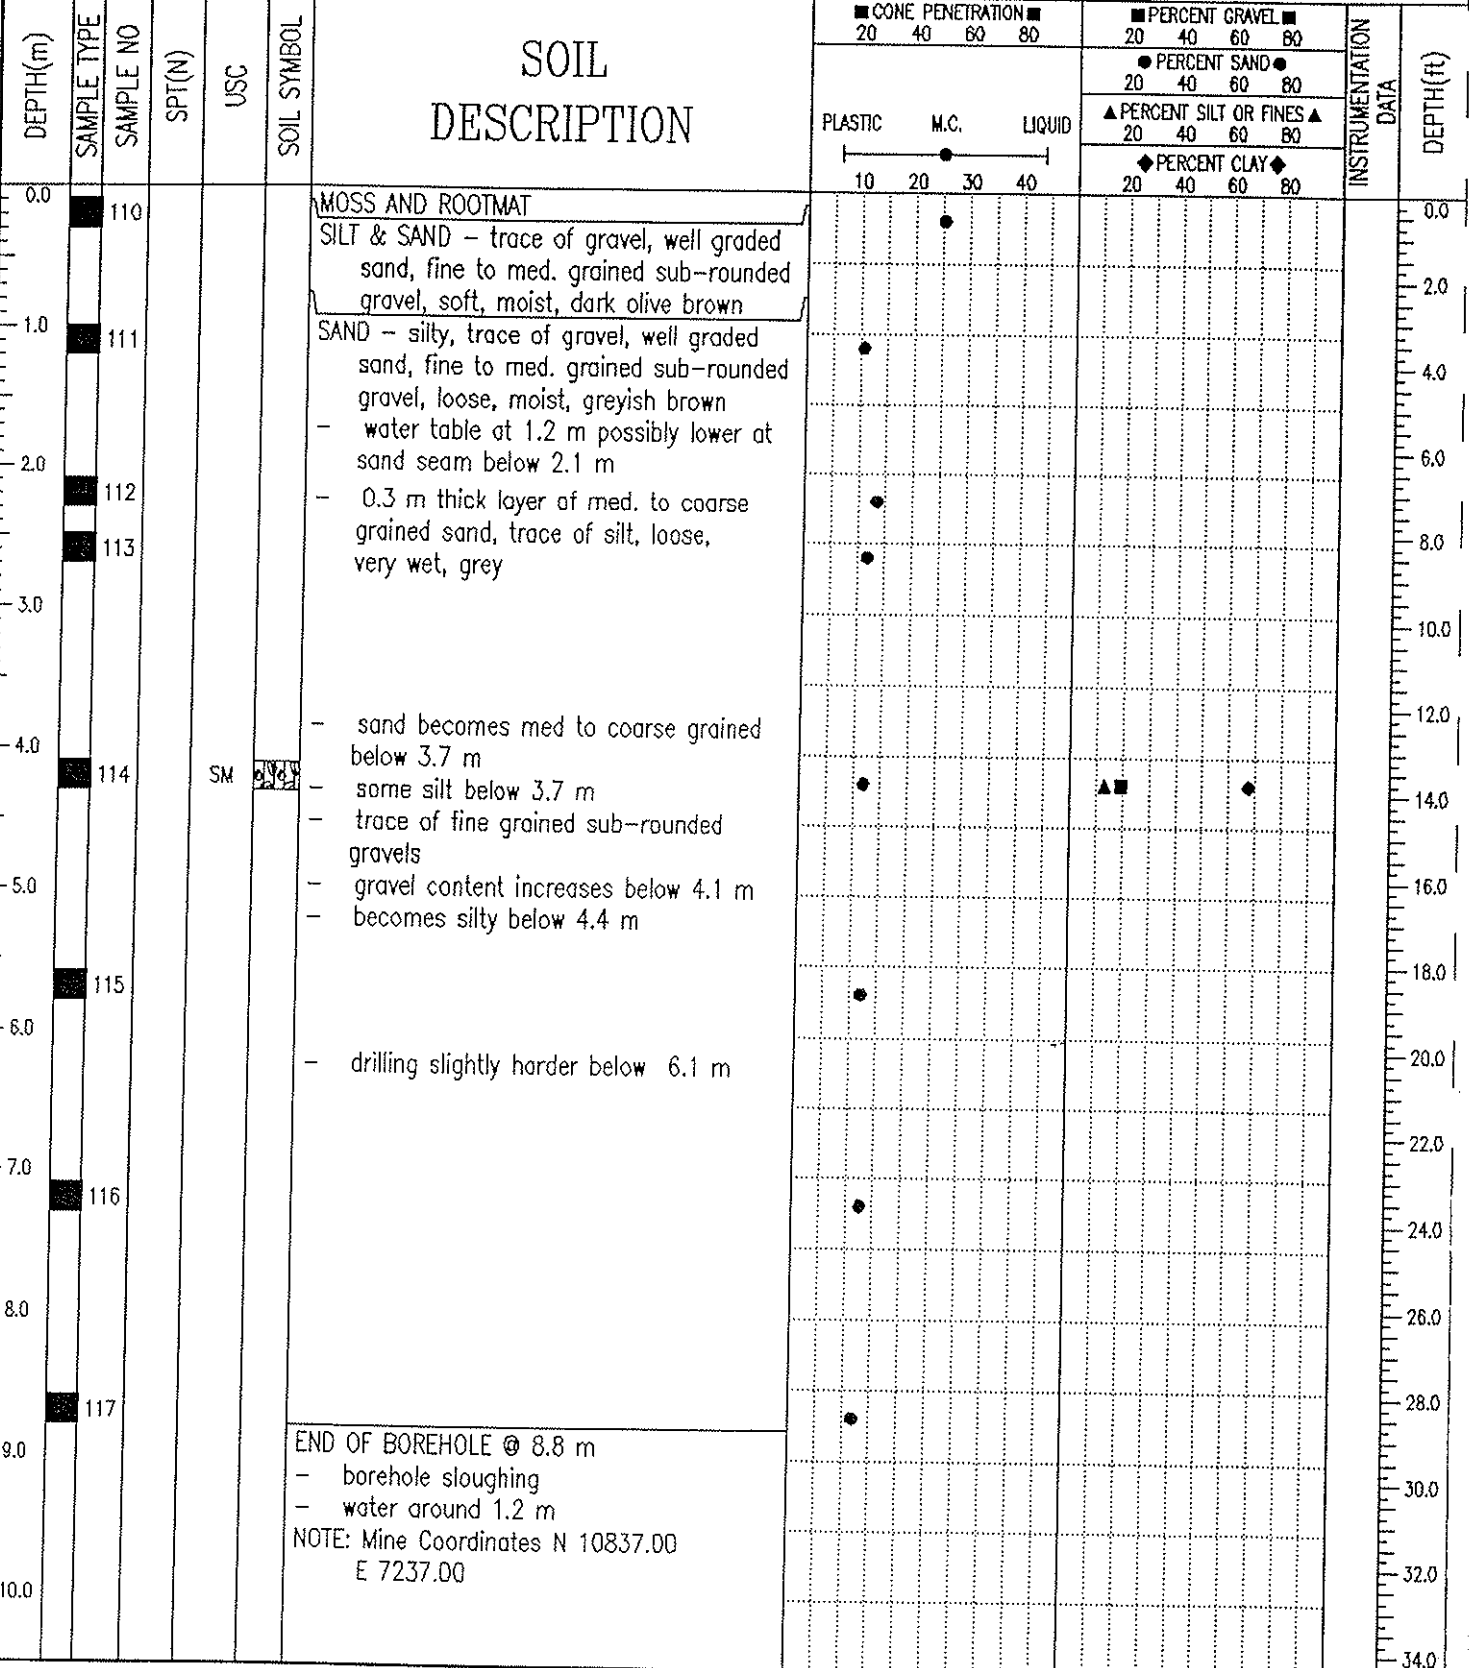 DEPTH(m)
SAMPLE TYPE
SAMPLE NO
SPT(N)
USC
SOIL SYMBOL
SOIL
DESCRIPTION
■ CONE PENETRATION ■
20 40 60 80
PLASTIC M.C. LIQUID
10 20 30 40
■ PERCENT GRAVEL ■
20 40 60 80
● PERCENT SAND ●
20 40 60 80
▲ PERCENT SILT OR FINES ▲
20 40 60 80
◆ PERCENT CLAY ◆
20 40 60 80
INSTRUMENTATION
DATA
DEPTH(ft)
0.0
1.0
2.0
3.0
4.0
5.0
6.0
7.0
8.0
9.0
10.0
110
111
112
113
114
115
116
117
SM
MOSS AND ROOTMAT
SILT & SAND – trace of gravel, well graded
sand, fine to med. grained sub-rounded
gravel, soft, moist, dark olive brown
SAND – silty, trace of gravel, well graded
sand, fine to med. grained sub-rounded
gravel, loose, moist, greyish brown
– water table at 1.2 m possibly lower at
sand seam below 2.1 m
– 0.3 m thick layer of med. to coarse
grained sand, trace of silt, loose,
very wet, grey
– sand becomes med to coarse grained
below 3.7 m
– some silt below 3.7 m
– trace of fine grained sub-rounded
gravels
– gravel content increases below 4.1 m
– becomes silty below 4.4 m
– drilling slightly harder below 6.1 m
END OF BOREHOLE @ 8.8 m
– borehole sloughing
– water around 1.2 m
NOTE: Mine Coordinates N 10837.00
E 7237.00
0.0
2.0
4.0
6.0
8.0
10.0
12.0
14.0
16.0
18.0
20.0
22.0
24.0
26.0
28.0
30.0
32.0
34.0